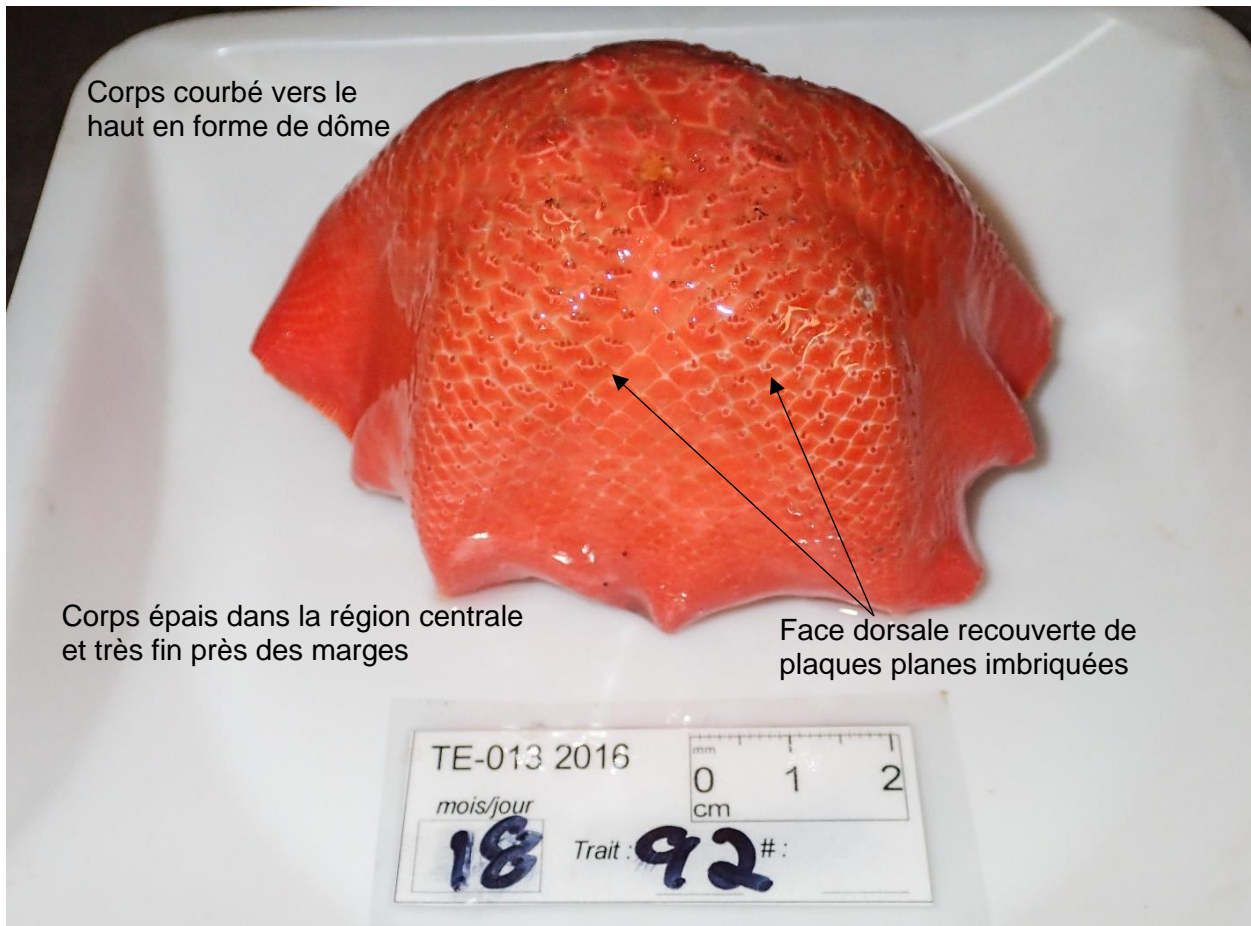 Corps courbé vers le
haut en forme de dôme
Corps épais dans la région centrale
et très fin près des marges
Face dorsale recouverte de
plaques planes imbriquées
TE-013 2016
mm
0 1 2
cm
mois/jour
18
Trait : 92 # :